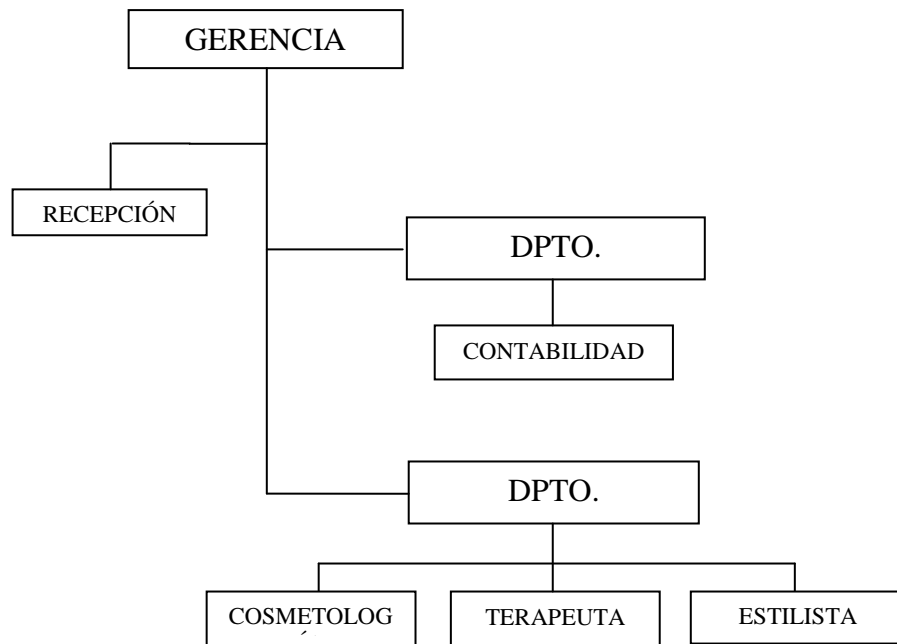 GERENCIA
RECEPCIÓN
DPTO.
CONTABILIDAD
DPTO.
COSMETOLOG
TERAPEUTA
ESTILISTA